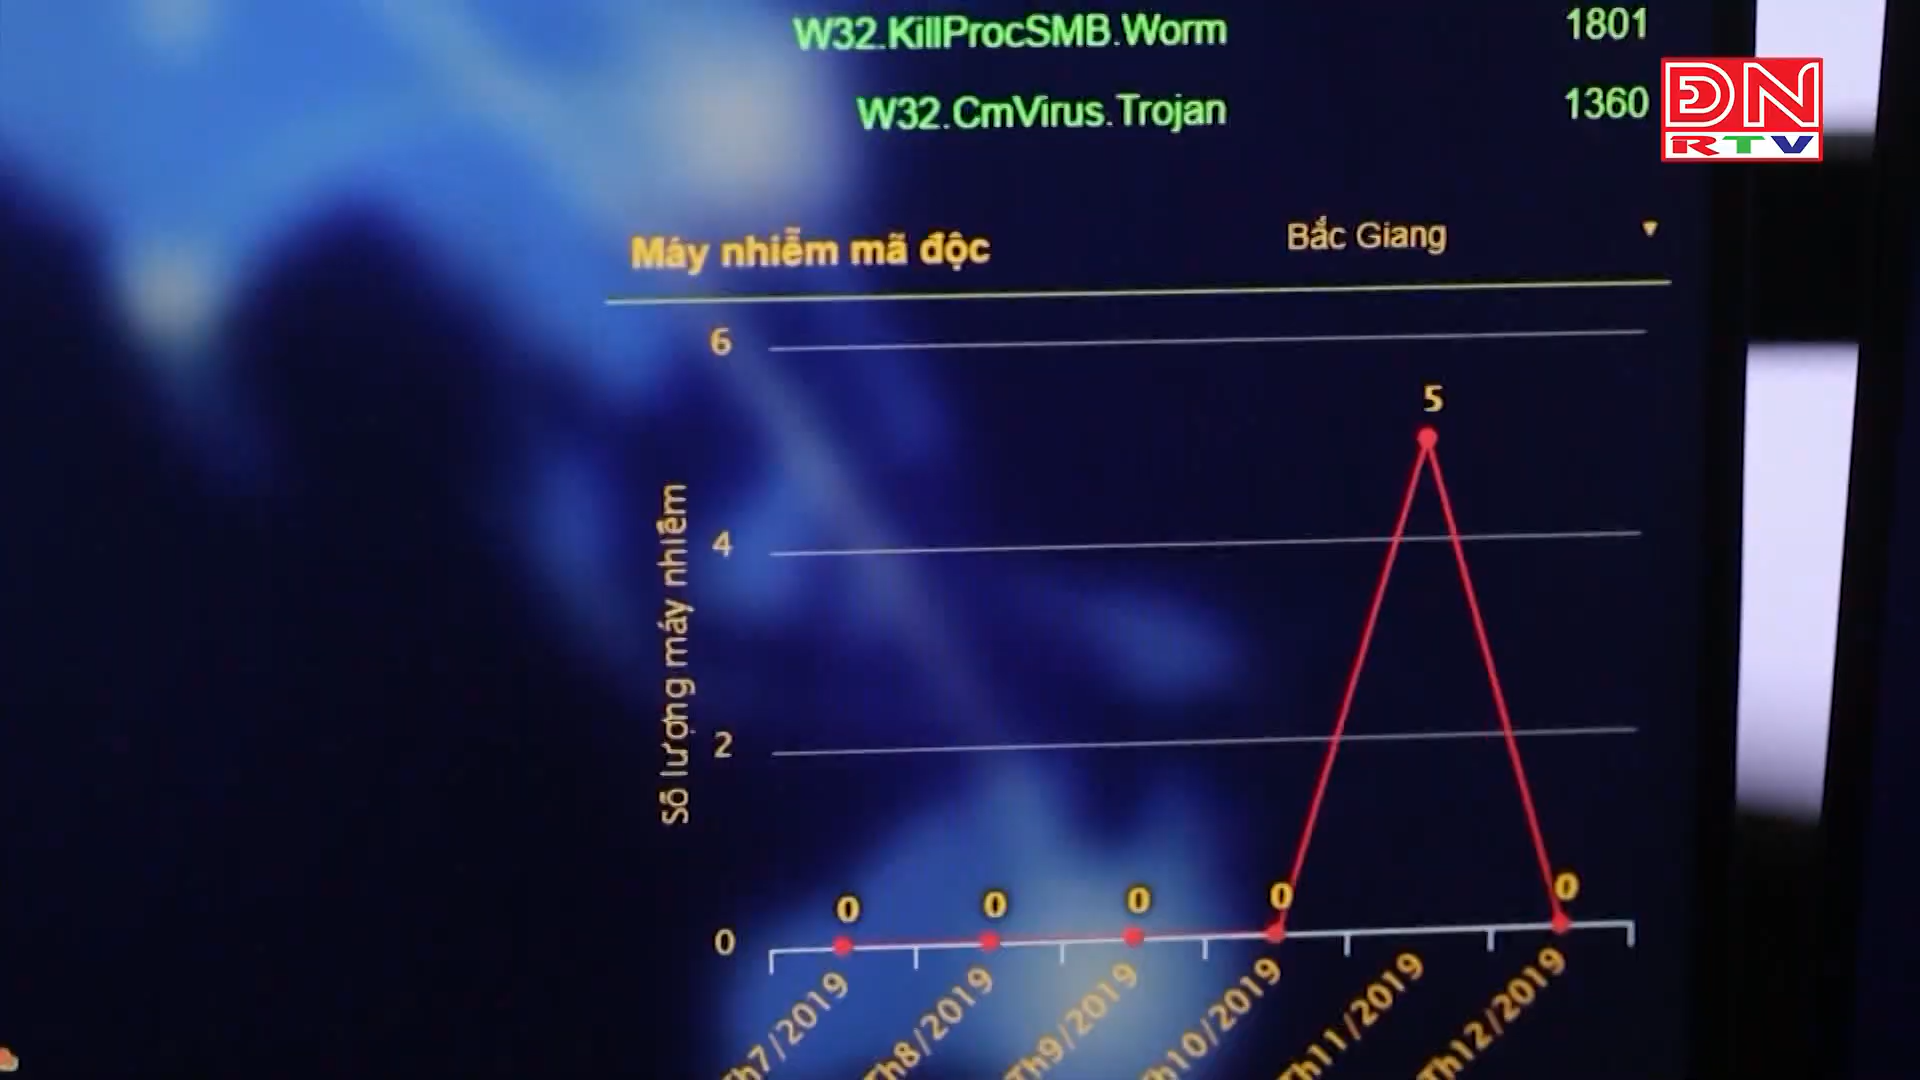 W32.KillProcSMB.Worm 1801
W32.CmVirus.Trojan 1360
ĐN
RTV
Máy nhiễm mã độc Bắc Giang
6
5
4
Số lượng máy nhiễm
2
0 0 0 0 0
0
Th7/2019 Th8/2019 Th9/2019 Th10/2019 Th11/2019 Th12/2019